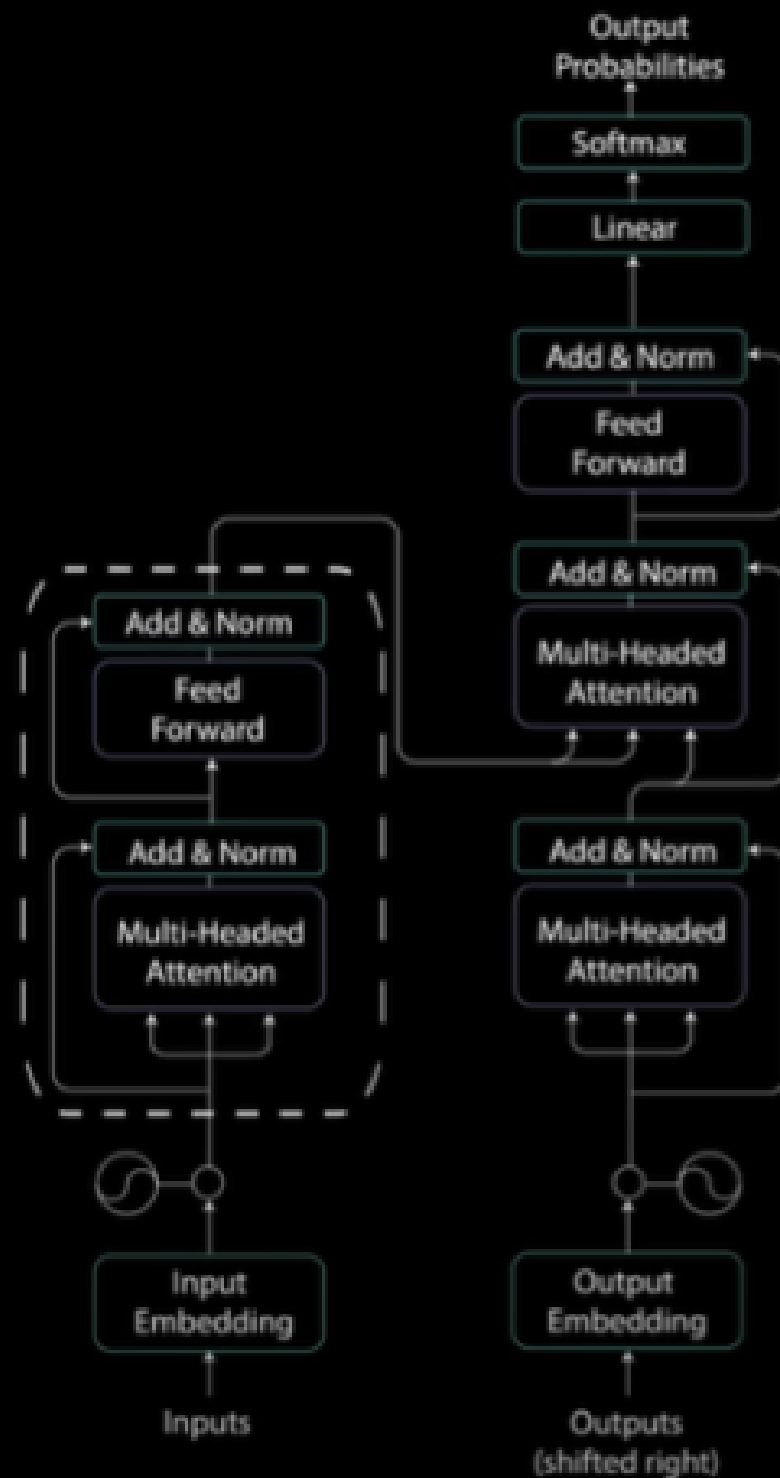 Output
Probabilities
Softmax
Linear
Add & Norm
Feed
Forward
Add & Norm
Multi-Headed
Attention
Add & Norm
Multi-Headed
Attention
Output
Embedding
Outputs
(shifted right)
Add & Norm
Feed
Forward
Add & Norm
Multi-Headed
Attention
Input
Embedding
Inputs